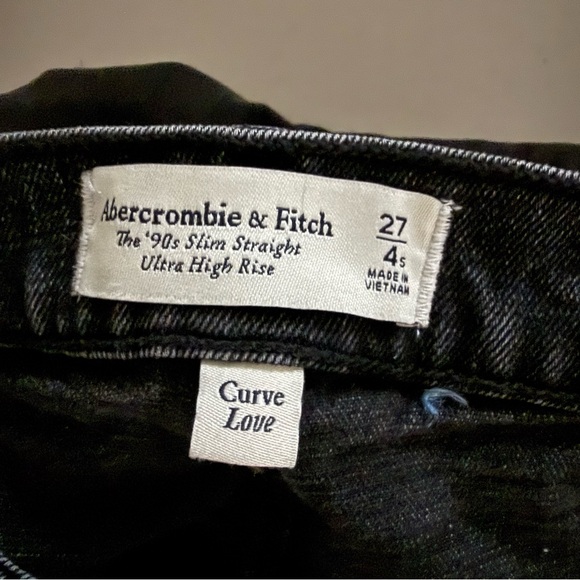 Abercrombie & Fitch
The '90s Slim Straight
Ultra High Rise
27
4s
MADE IN
VIETNAM
Curve
Love